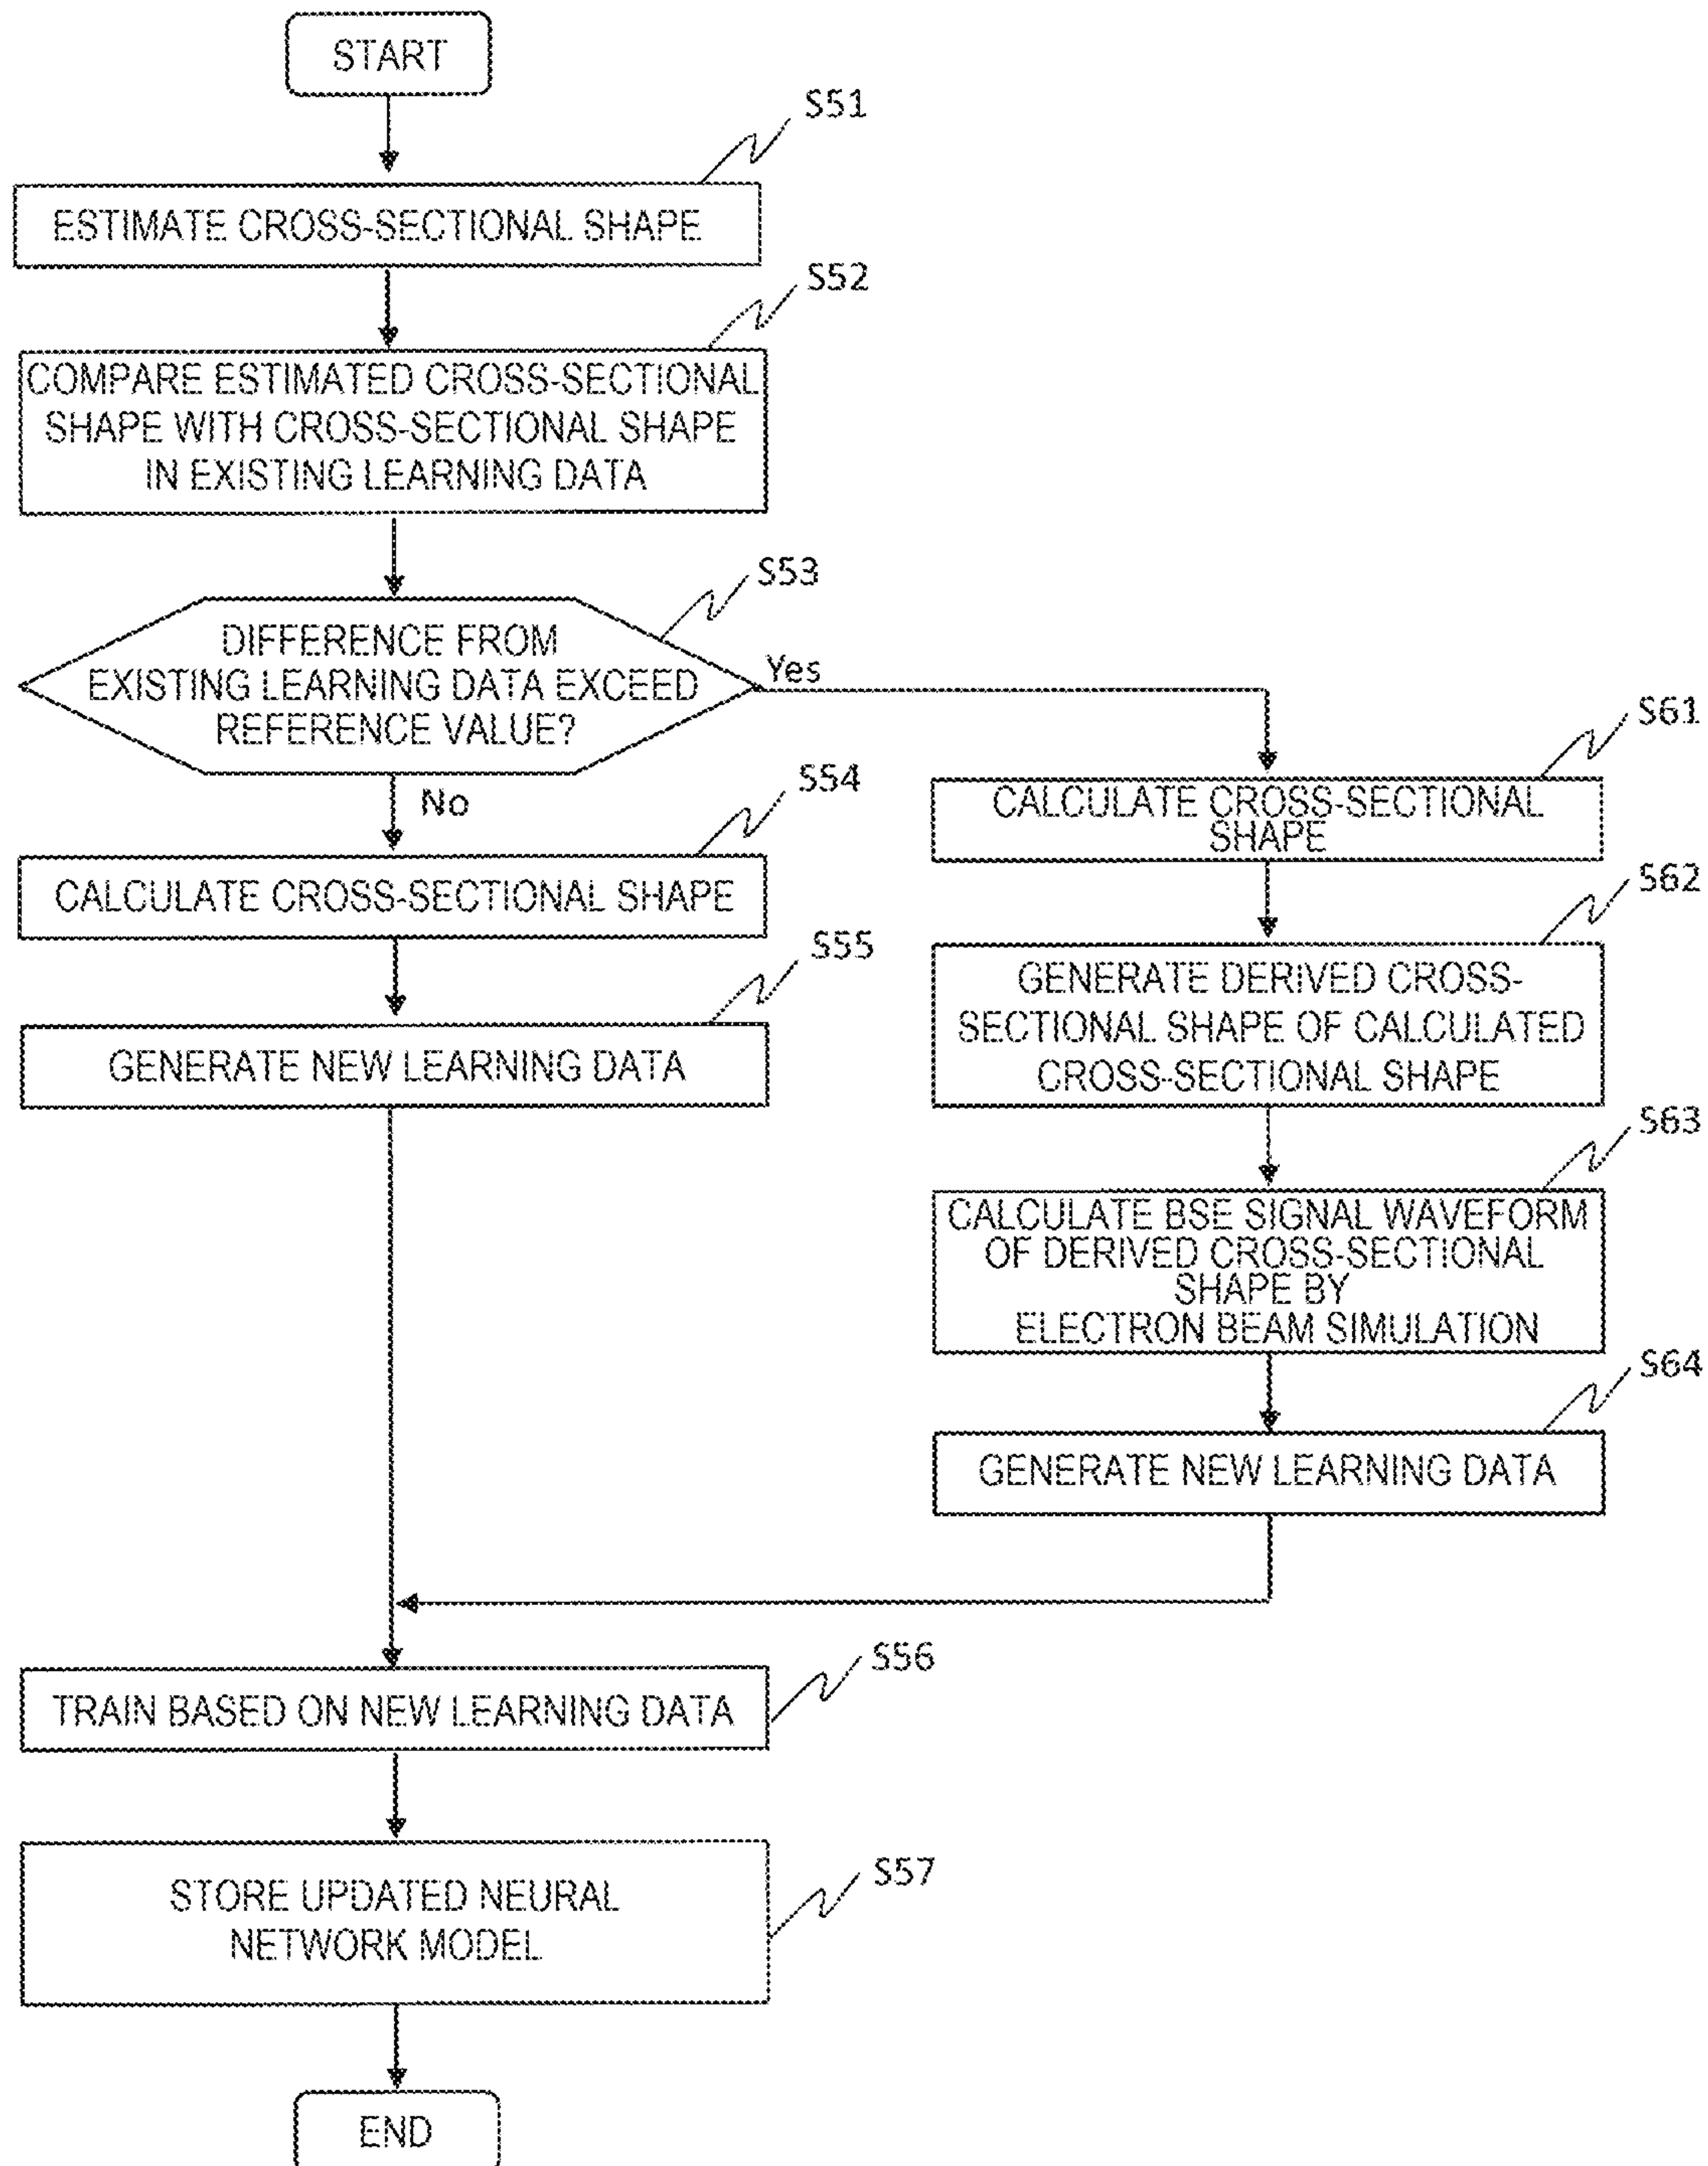 START
S51
ESTIMATE CROSS-SECTIONAL SHAPE
S52
COMPARE ESTIMATED CROSS-SECTIONAL
SHAPE WITH CROSS-SECTIONAL SHAPE
IN EXISTING LEARNING DATA
S53
DIFFERENCE FROM
EXISTING LEARNING DATA EXCEED
REFERENCE VALUE?
Yes
No
S54
CALCULATE CROSS-SECTIONAL SHAPE
S55
GENERATE NEW LEARNING DATA
S61
CALCULATE CROSS-SECTIONAL
SHAPE
S62
GENERATE DERIVED CROSS-
SECTIONAL SHAPE OF CALCULATED
CROSS-SECTIONAL SHAPE
S63
CALCULATE BSE SIGNAL WAVEFORM
OF DERIVED CROSS-SECTIONAL
SHAPE BY
ELECTRON BEAM SIMULATION
S64
GENERATE NEW LEARNING DATA
S56
TRAIN BASED ON NEW LEARNING DATA
S57
STORE UPDATED NEURAL
NETWORK MODEL
END